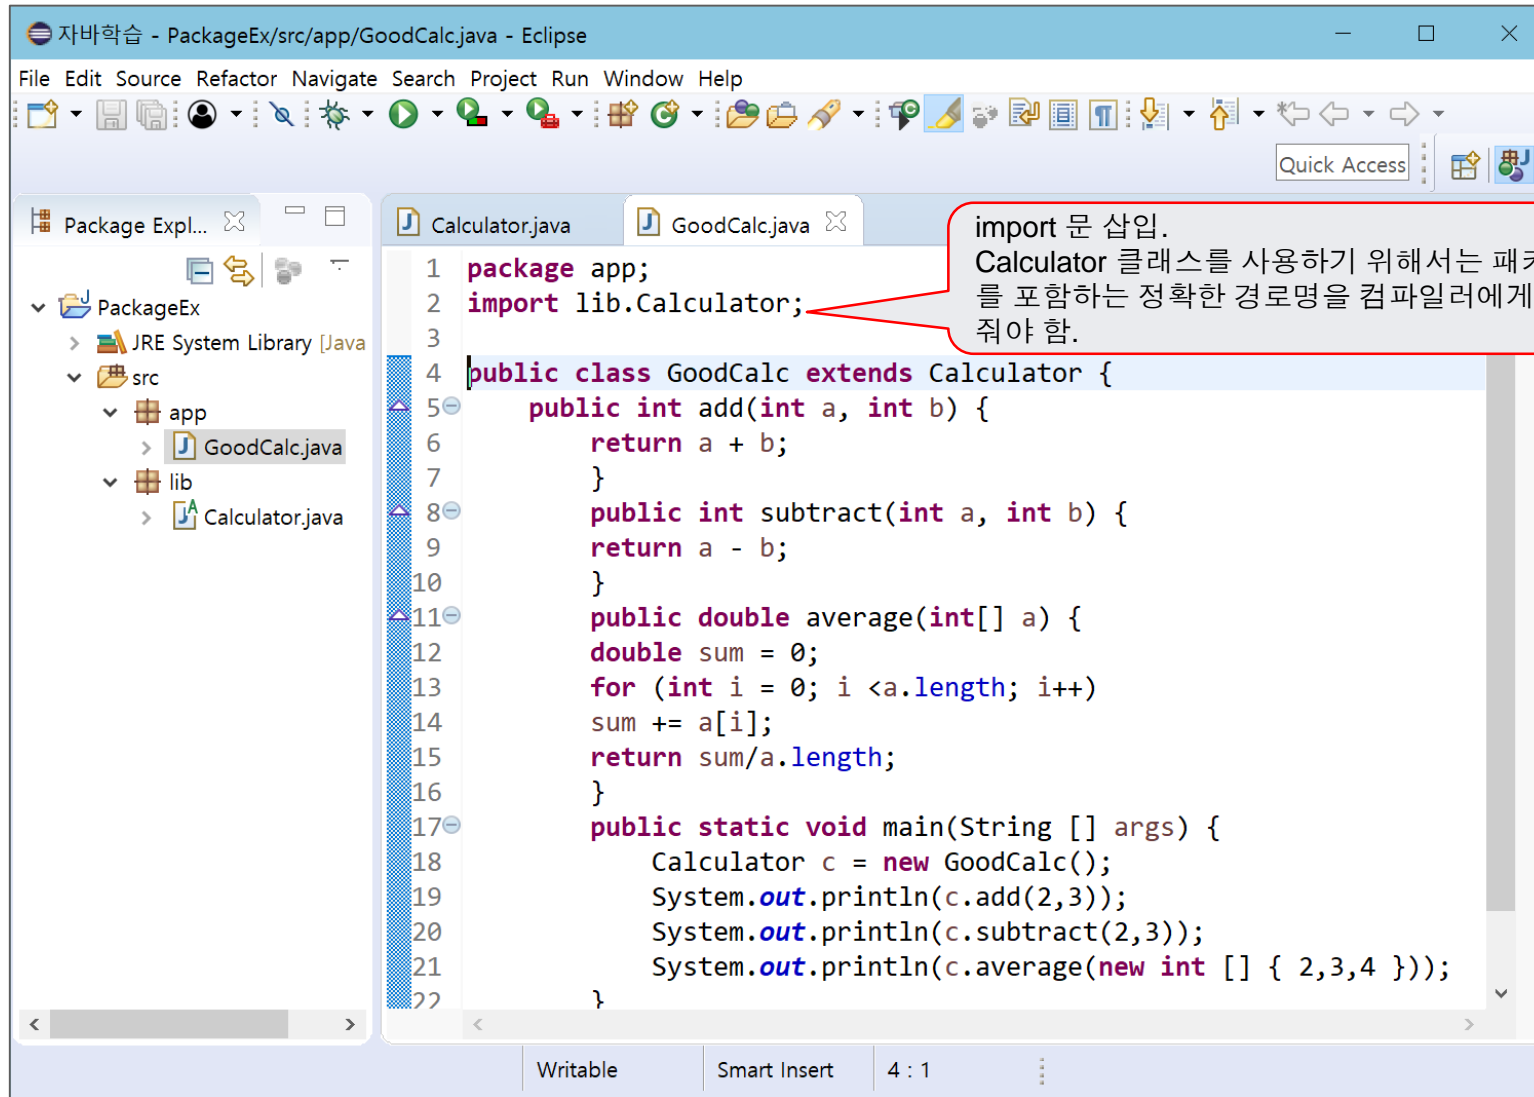 자바학습 - PackageEx/src/app/GoodCalc.java - Eclipse
File Edit Source Refactor Navigate Search Project Run Window Help
Quick Access
Package Expl...
PackageEx
JRE System Library [Java
src
app
GoodCalc.java
lib
Calculator.java
Calculator.java GoodCalc.java
import 문 삽입.
Calculator 클래스를 사용하기 위해서는
를 포함하는 정확한 경로명을 컴파일러에게
줘야 함.
1 package app;
2 import lib.Calculator;
3
4 public class GoodCalc extends Calculator {
5 public int add(int a, int b) {
6 return a + b;
7 }
8 public int subtract(int a, int b) {
9 return a - b;
10 }
11 public double average(int[] a) {
12 double sum = 0;
13 for (int i = 0; i <a.length; i++)
14 sum += a[i];
15 return sum/a.length;
16 }
17 public static void main(String [] args) {
18 Calculator c = new GoodCalc();
19 System.out.println(c.add(2,3));
20 System.out.println(c.subtract(2,3));
21 System.out.println(c.average(new int [] { 2,3,4 }));
22 }
Writable Smart Insert 4 : 1